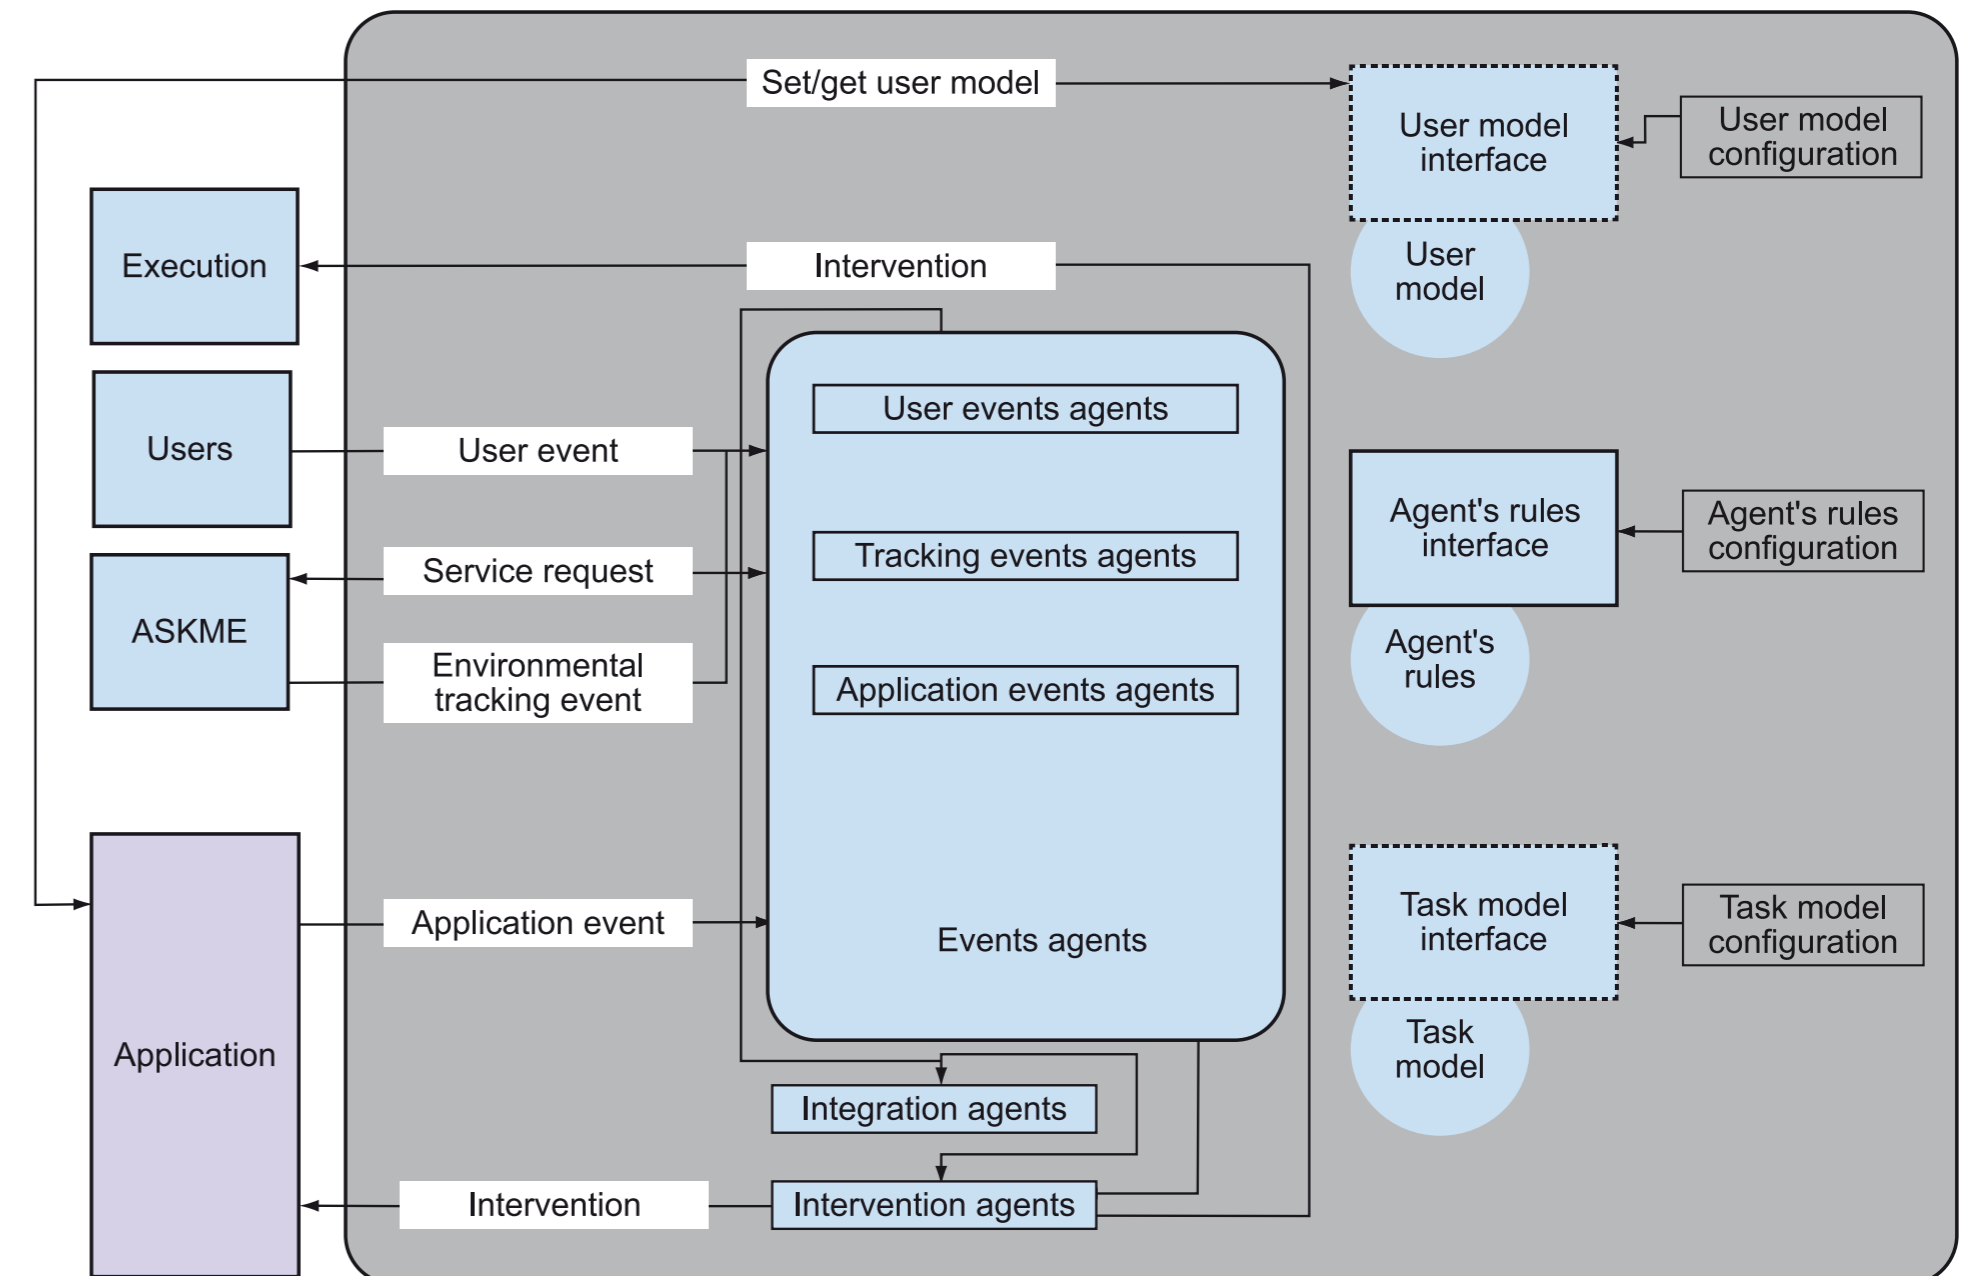 Set/get user model
User model
interface
User model
configuration
User
model
Execution
Intervention
User events agents
Users
User event
Agent's rules
interface
Agent's rules
configuration
Service request
Tracking events agents
ASKME
Environmental
tracking event
Application events agents
Agent's
rules
Application event
Events agents
Task model
interface
Task model
configuration
Task
model
Application
Integration agents
Intervention
Intervention agents